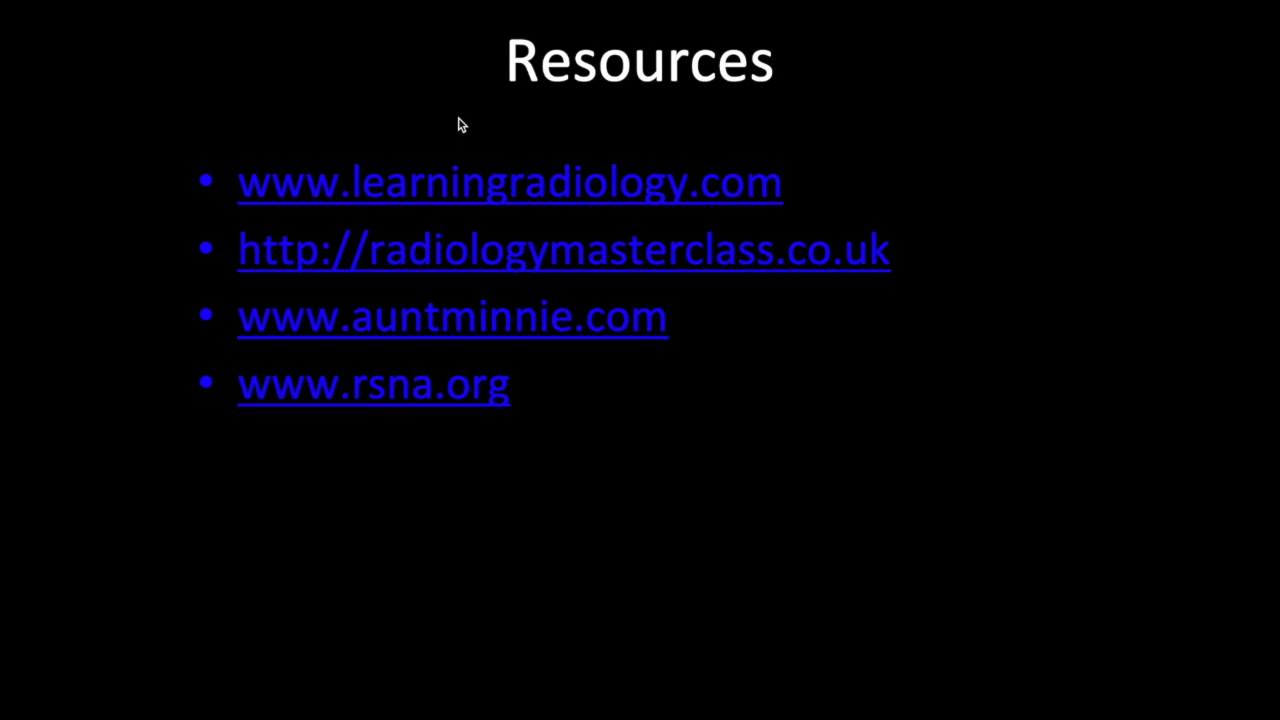 Resources
• www.learningradiology.com
• http://radiologymasterclass.co.uk
• www.auntminnie.com
• www.rsna.org